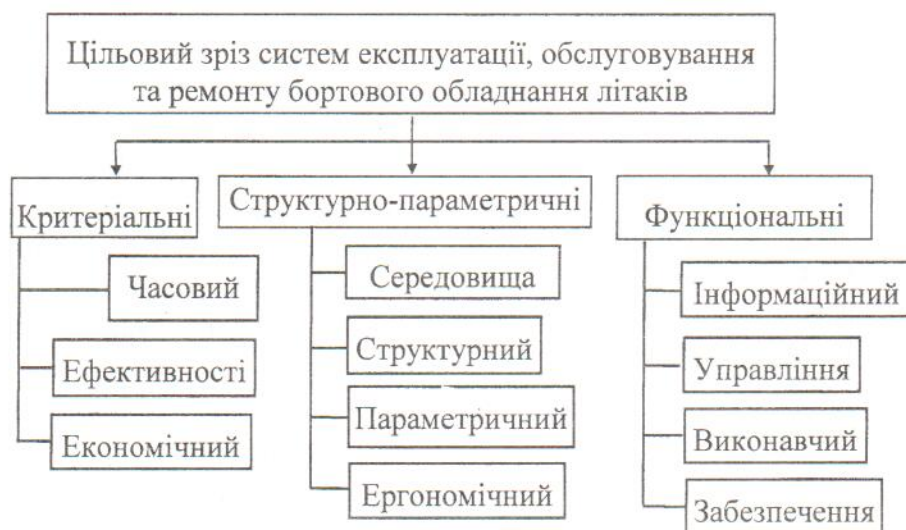 Цільовий зріз систем експлуатації, обслуговування
та ремонту бортового обладнання літаків
Критеріальні
Часовий
Ефективності
Економічний
Структурно-параметричні
Середовища
Структурний
Параметричний
Ергономічний
Функціональні
Інформаційний
Управління
Виконавчий
Забезпечення